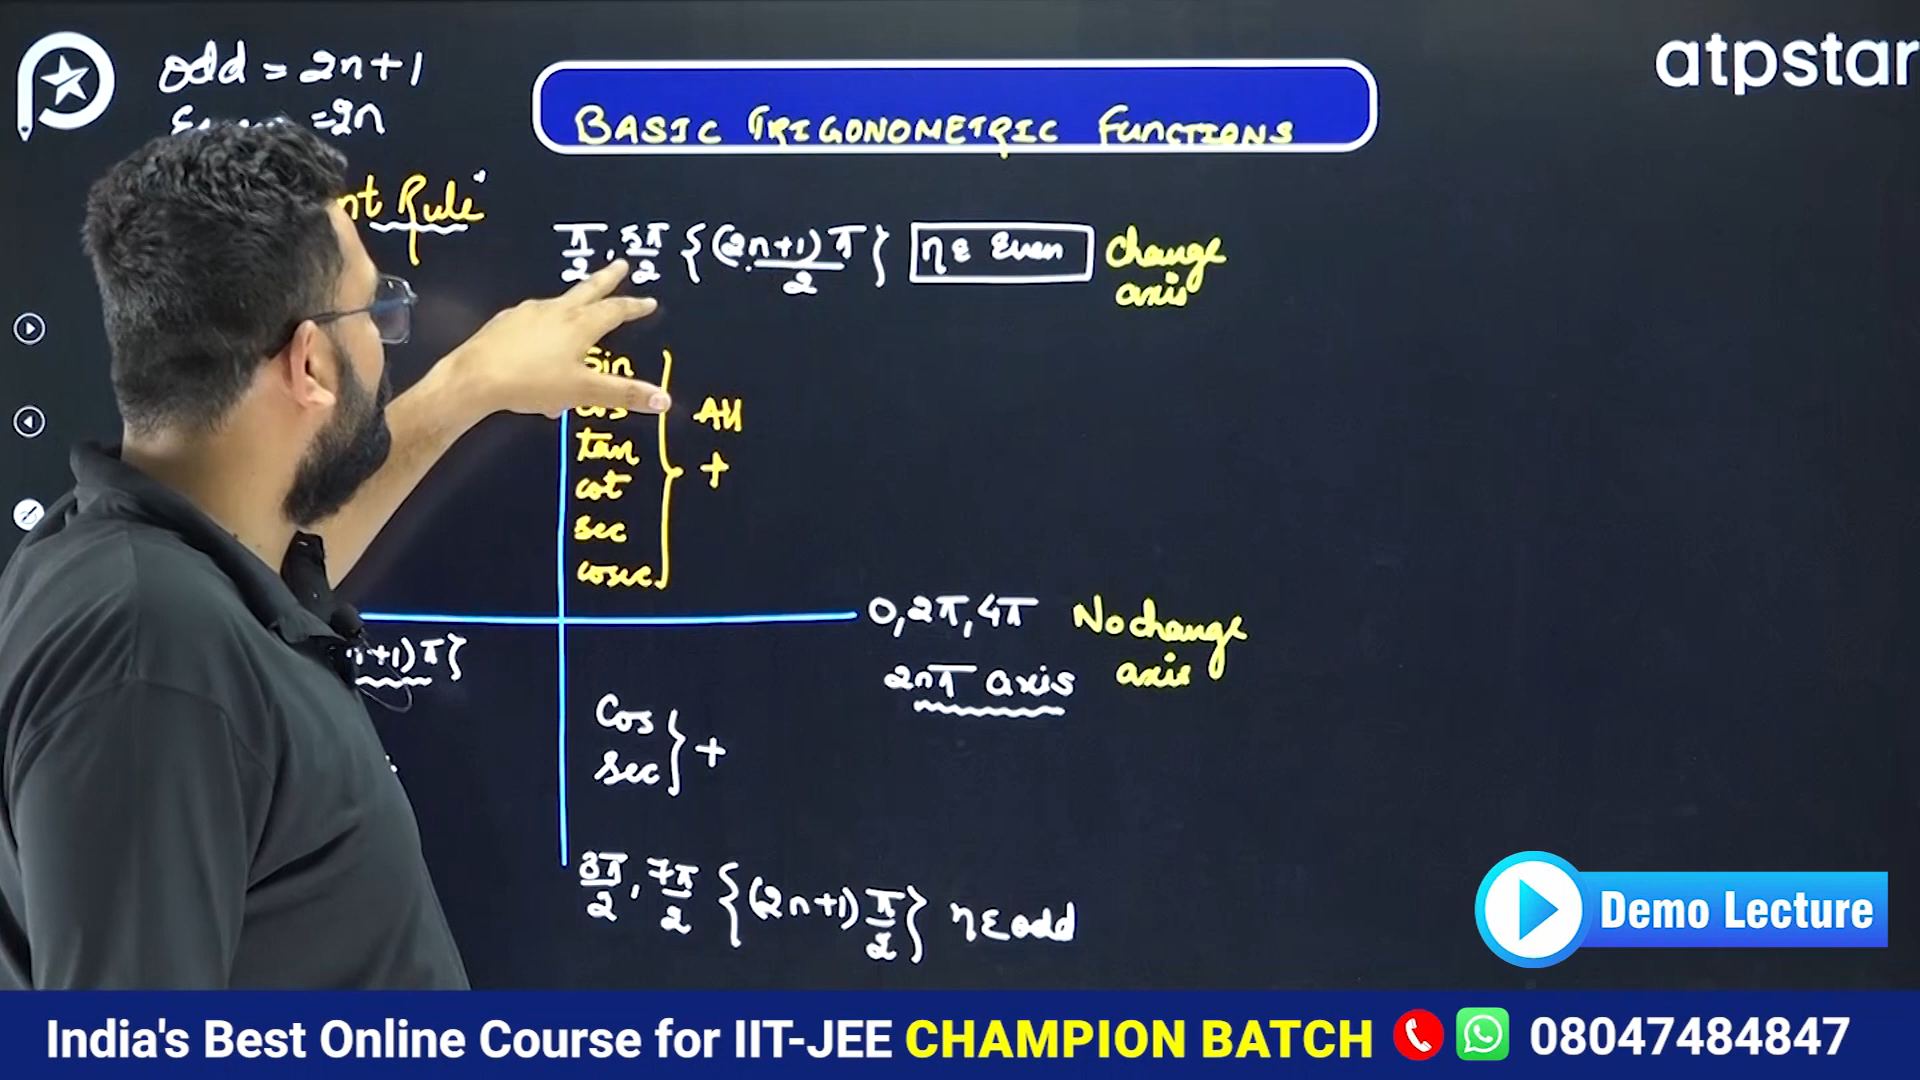 odd = 2n+1
=2n
atpstar
BASIC TRIGONOMETRIC FUNCTIONS
Rule
π/2, 5π/2 {(2n+1)π/2} n ε Even change axis
Sin
cos
tan
cot
sec
cosec
All
+
0, 2π, 4π No change axis
2nπ axis
+1)π}
Cos
sec
+
3π/2, 7π/2 {(2n+1)π/2} n ε odd
Demo Lecture
India's Best Online Course for IIT-JEE CHAMPION BATCH 08047484847